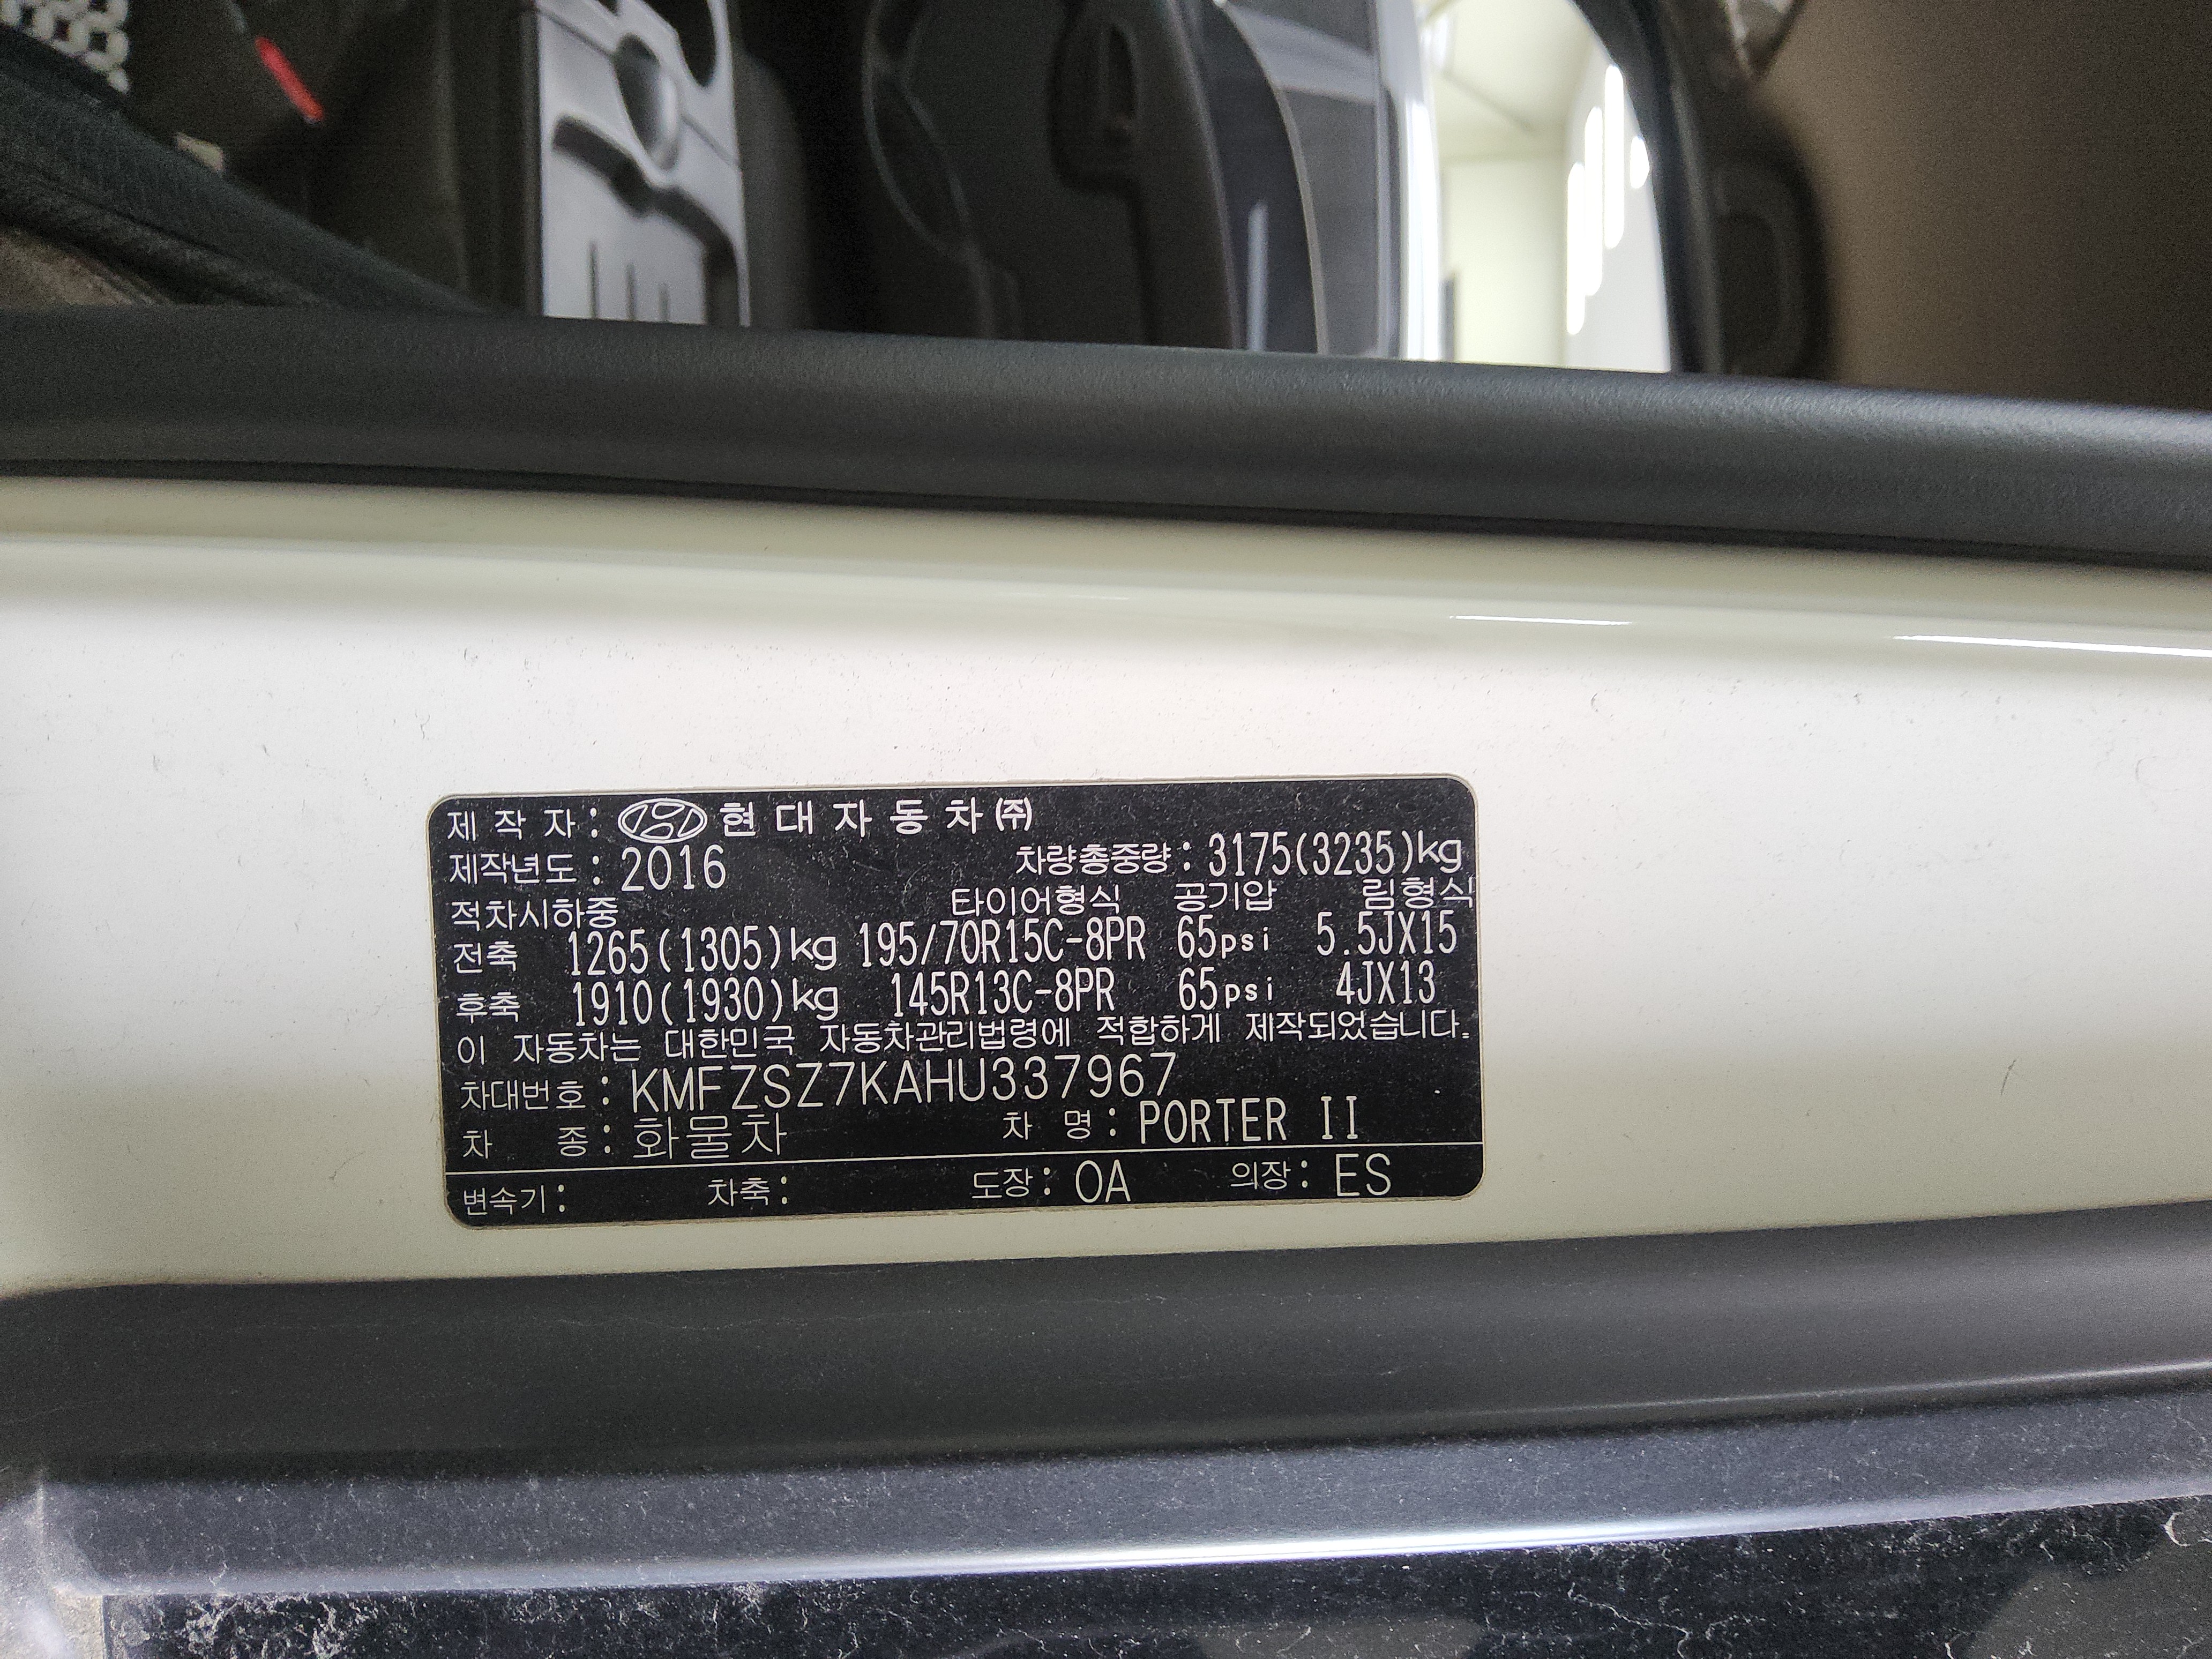 제 작 자 : 현 대 자 동 차 ㈜
제작년도 : 2016 차량총중량 : 3175(3235)kg
적차시하중 타이어형식 공기압 림형식
전축 1265(1305)kg 195/70R15C-8PR 65psi 5.5JX15
후축 1910(1930)kg 145R13C-8PR 65psi 4JX13
이 자동차는 대한민국 자동차관리법령에 적합하게 제작되었습니다.
차대번호 : KMFZSZ7KAHU337967
차 종 : 화물차 차 명 : PORTER II
변속기 : 차축 : 도장 : OA 의장 : ES